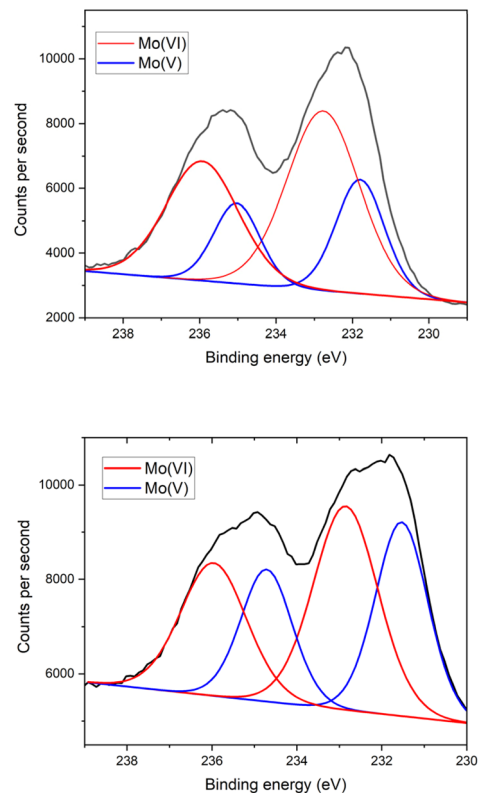 Mo(VI)
Mo(V)
Counts per second
10000
8000
6000
4000
2000
238 236 234 232 230
Binding energy (eV)
Mo(VI)
Mo(V)
Counts per second
10000
8000
6000
238 236 234 232 230
Binding energy (eV)